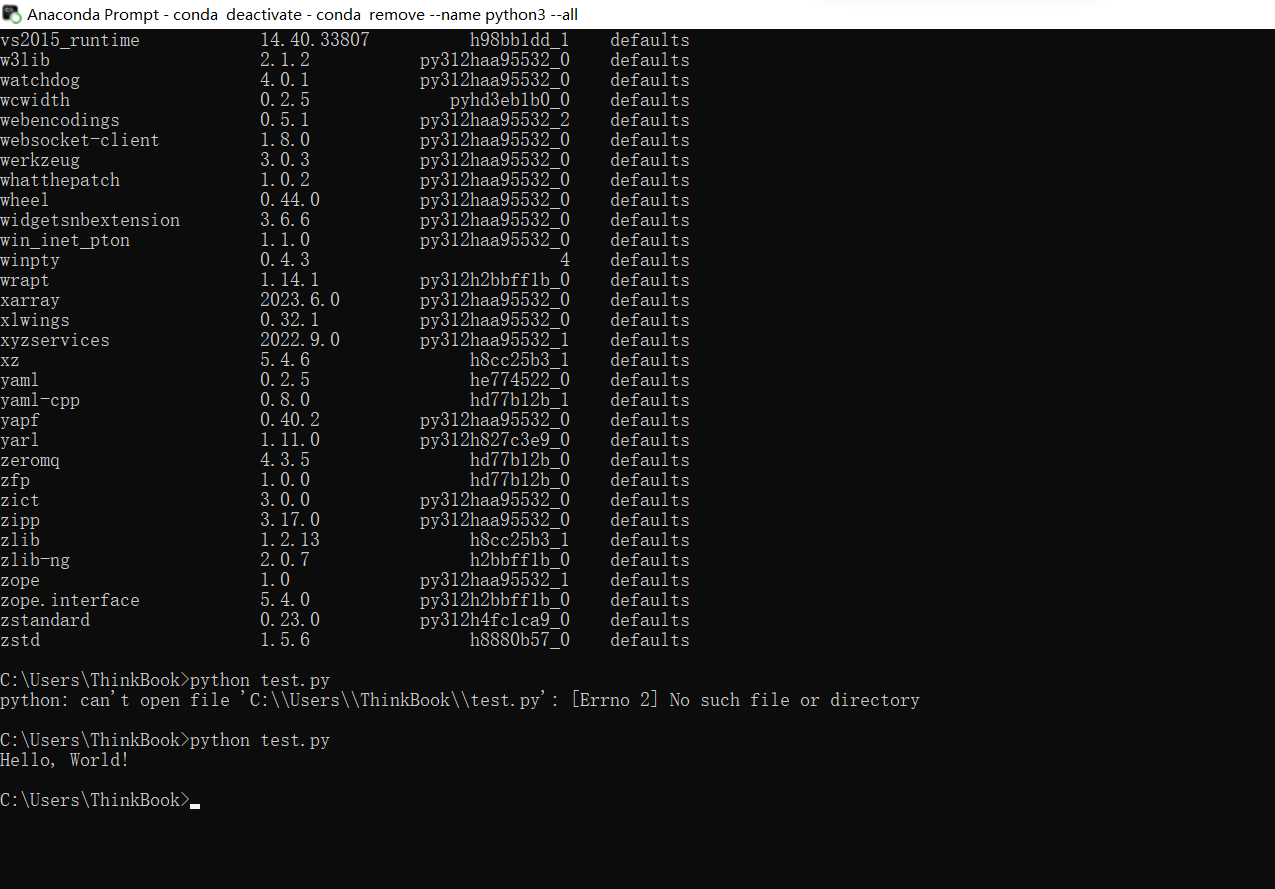 Anaconda Prompt - conda  deactivate - conda  remove --name python3 --all
vs2015_runtime            14.40.33807          h98bb1dd_1    defaults
w3lib                     2.1.2           py312haa95532_0    defaults
watchdog                  4.0.1           py312haa95532_0    defaults
wcwidth                   0.2.5              pyhd3eb1b0_0    defaults
webencodings              0.5.1           py312haa95532_2    defaults
websocket-client          1.8.0           py312haa95532_0    defaults
werkzeug                  3.0.3           py312haa95532_0    defaults
whatthepatch              1.0.2           py312haa95532_0    defaults
wheel                     0.44.0          py312haa95532_0    defaults
widgetsnbextension        3.6.6           py312haa95532_0    defaults
win_inet_pton             1.1.0           py312haa95532_0    defaults
winpty                    0.4.3                         4    defaults
wrapt                     1.14.1          py312h2bbff1b_0    defaults
xarray                    2023.6.0        py312haa95532_0    defaults
xlwings                   0.32.1          py312haa95532_0    defaults
xyzservices               2022.9.0        py312haa95532_1    defaults
xz                        5.4.6                h8cc25b3_1    defaults
yaml                      0.2.5                he774522_0    defaults
yaml-cpp                  0.8.0                hd77b12b_1    defaults
yapf                      0.40.2          py312haa95532_0    defaults
yarl                      1.11.0          py312h827c3e9_0    defaults
zeromq                    4.3.5                hd77b12b_0    defaults
zfp                       1.0.0                hd77b12b_0    defaults
zict                      3.0.0           py312haa95532_0    defaults
zipp                      3.17.0          py312haa95532_0    defaults
zlib                      1.2.13               h8cc25b3_1    defaults
zlib-ng                   2.0.7                h2bbff1b_0    defaults
zope                      1.0             py312haa95532_1    defaults
zope.interface            5.4.0           py312h2bbff1b_0    defaults
zstandard                 0.23.0          py312h4fc1ca9_0    defaults
zstd                      1.5.6                h8880b57_0    defaults
C:\Users\ThinkBook>python test.py
python: can't open file 'C:\\Users\\ThinkBook\\test.py': [Errno 2] No such file or directory
C:\Users\ThinkBook>python test.py
Hello, World!
C:\Users\ThinkBook>